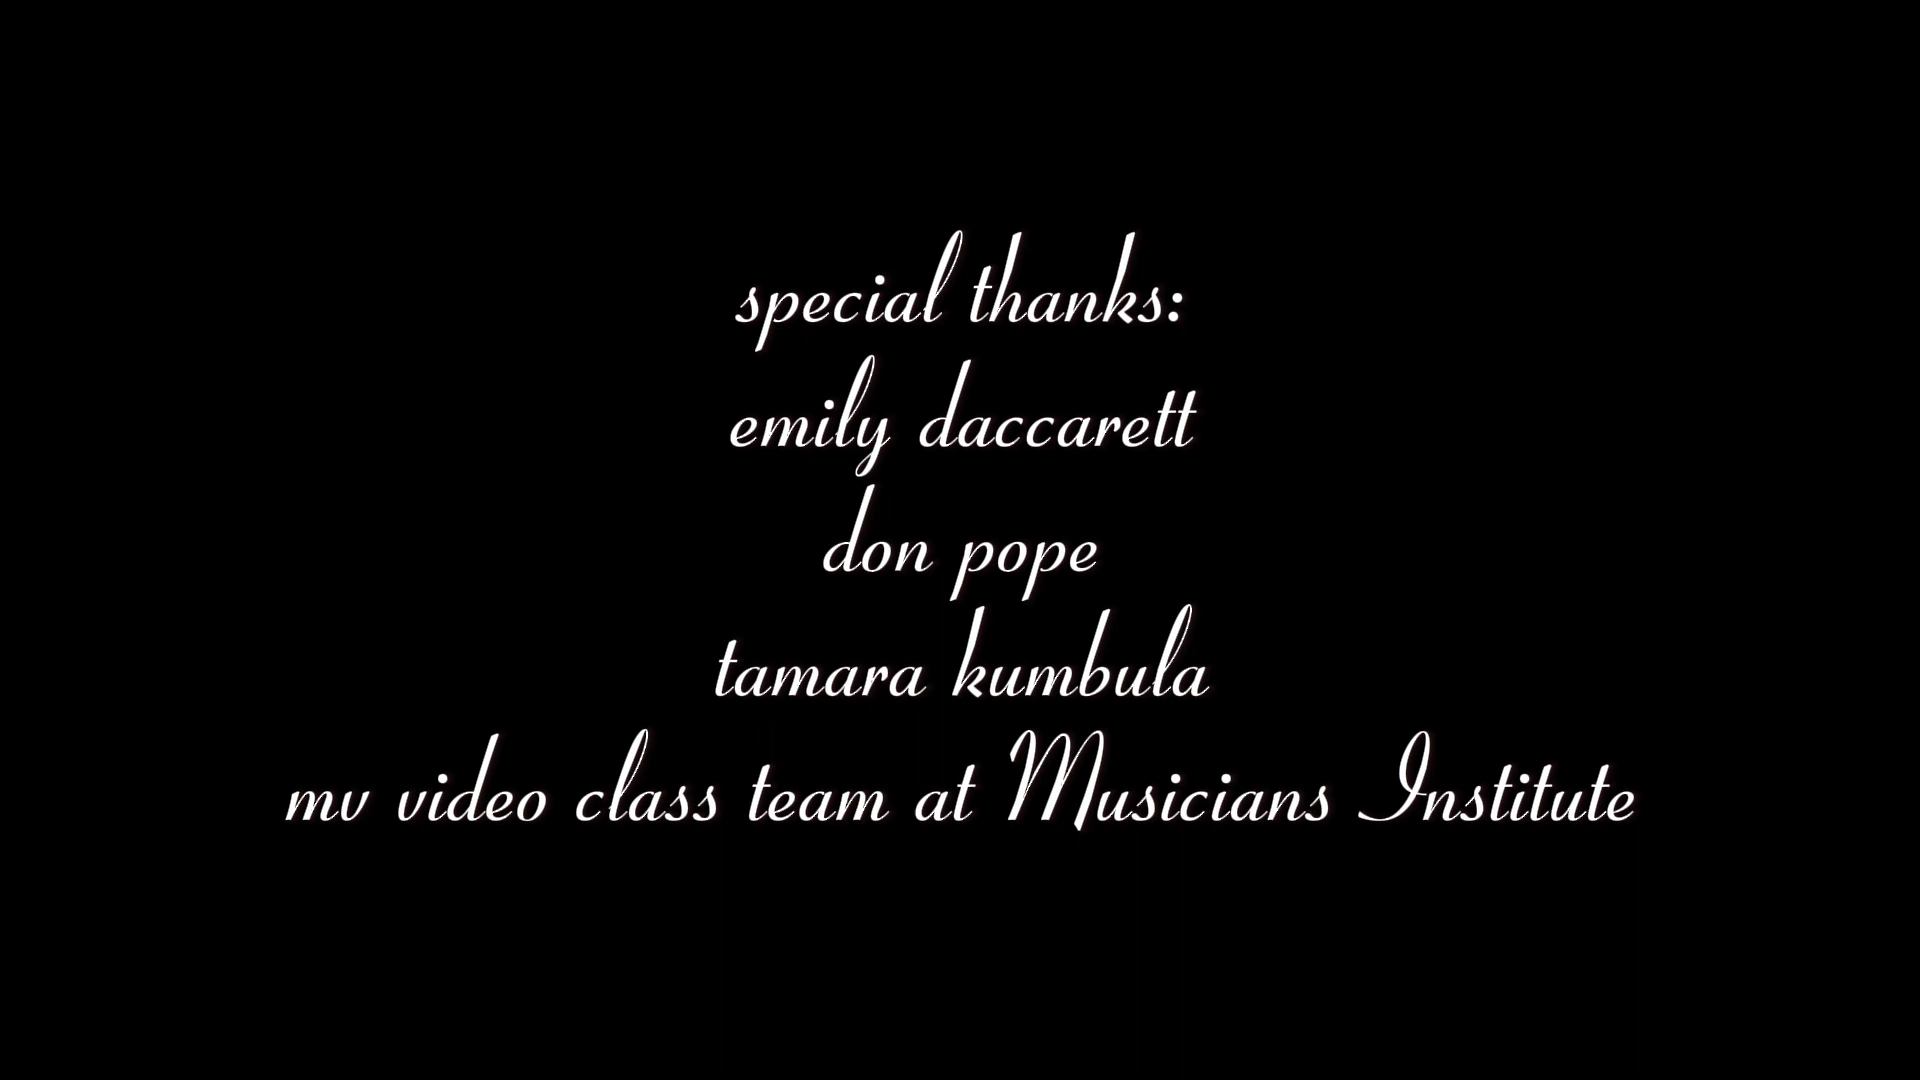 special thanks:
emily daccarett
don pope
tamara kumbula
mv video class team at Musicians Institute